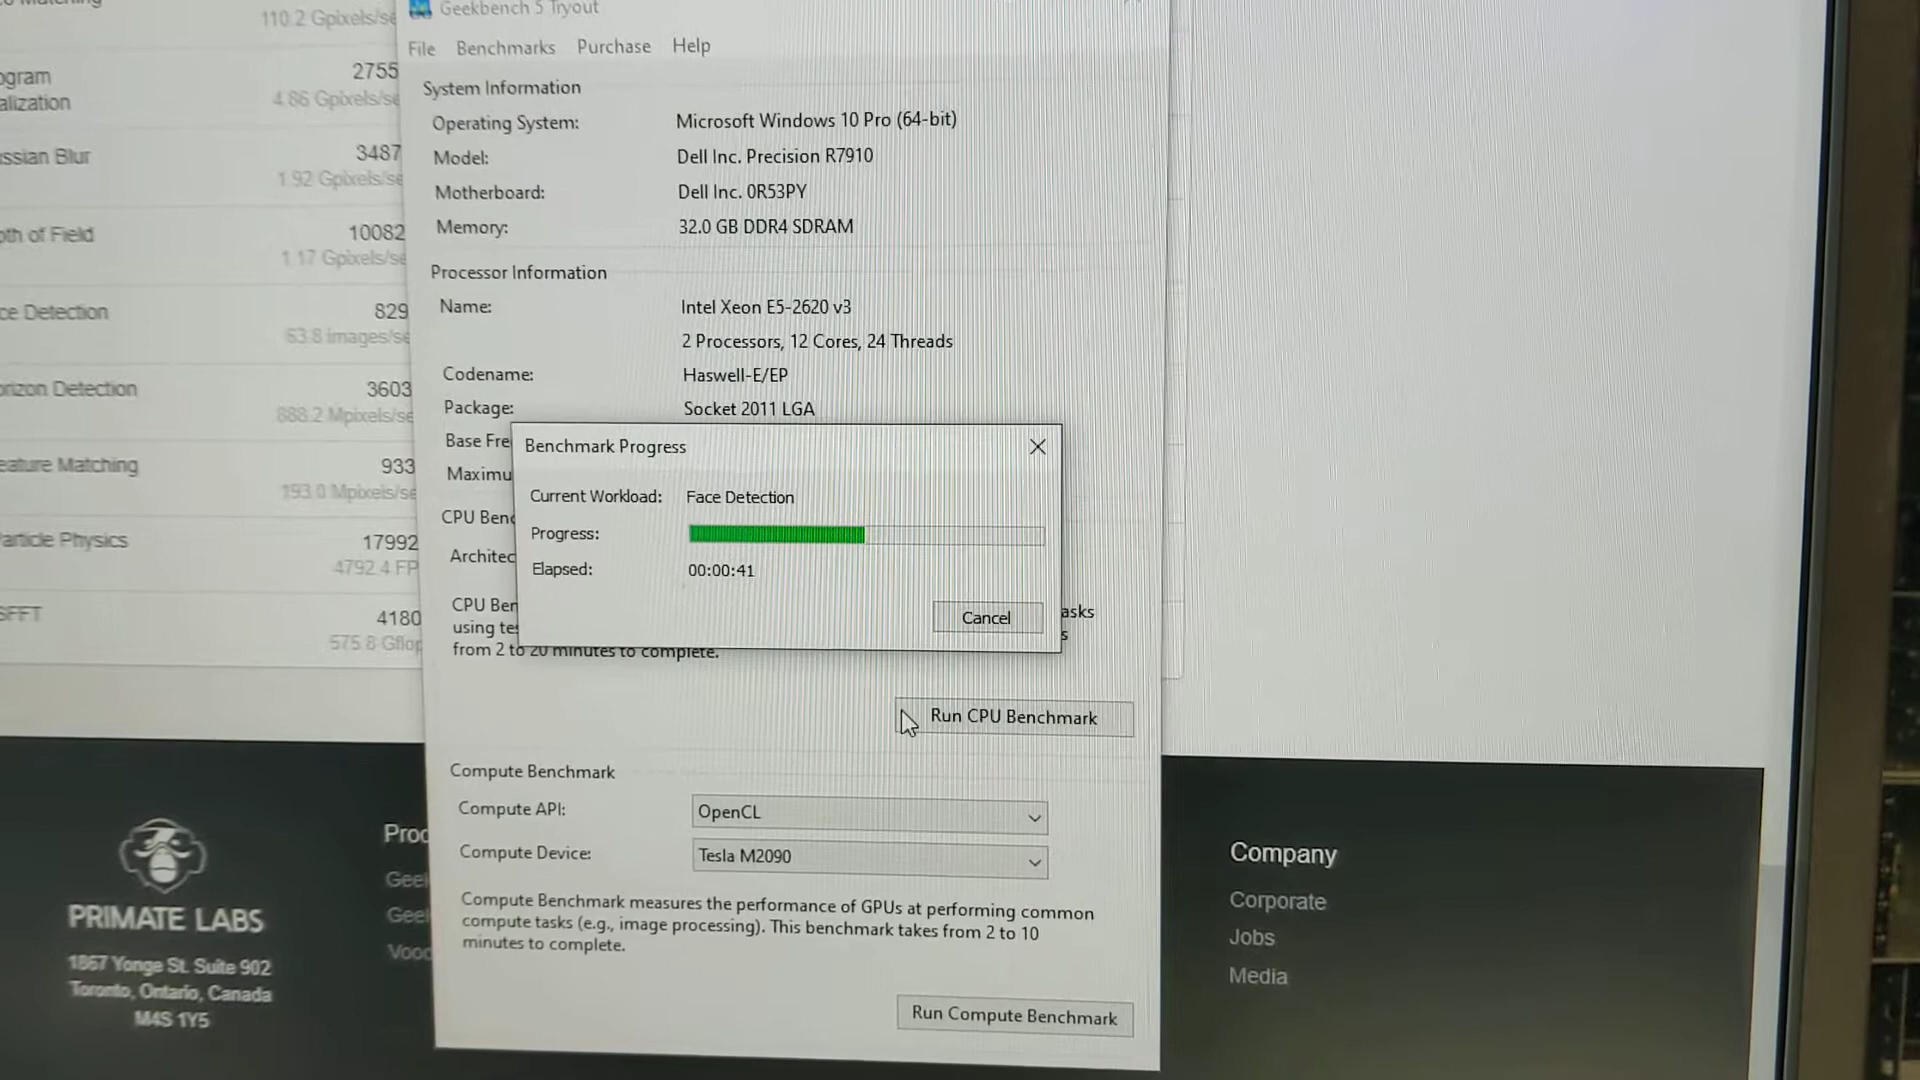 110.2 Gpixels/se
ogram
alization
2755
4.86 Gpixels/se
ssian Blur
3487
1.92 Gpixels/se
oth of Field
10082
1.17 Gpixels/se
ce Detection
829
63.8 images/se
orizon Detection
3603
888.2 Mpixels/se
eature Matching
933
193.0 Mpixels/se
Particle Physics
17992
4792.4 FP
SFFT
4180
575.8 Gflop
Geekbench 5 Tryout
File Benchmarks Purchase Help
System Information
Operating System: Microsoft Windows 10 Pro (64-bit)
Model: Dell Inc. Precision R7910
Motherboard: Dell Inc. 0R53PY
Memory: 32.0 GB DDR4 SDRAM
Processor Information
Name: Intel Xeon E5-2620 v3
2 Processors, 12 Cores, 24 Threads
Codename: Haswell-E/EP
Package: Socket 2011 LGA
Base Fre
Maximu
CPU Benc
Architec
CPU Ben
using te
from 2 to 20 minutes to complete.
asks
s
Benchmark Progress
Current Workload: Face Detection
Progress:
Elapsed: 00:00:41
Cancel
Run CPU Benchmark
Compute Benchmark
Compute API: OpenCL
Compute Device: Tesla M2090
Compute Benchmark measures the performance of GPUs at performing common
compute tasks (e.g., image processing). This benchmark takes from 2 to 10
minutes to complete.
Run Compute Benchmark
PRIMATE LABS
1867 Yonge St. Suite 902
Toronto, Ontario, Canada
M4S 1Y5
Prod
Geel
Geel
Vooc
Company
Corporate
Jobs
Media